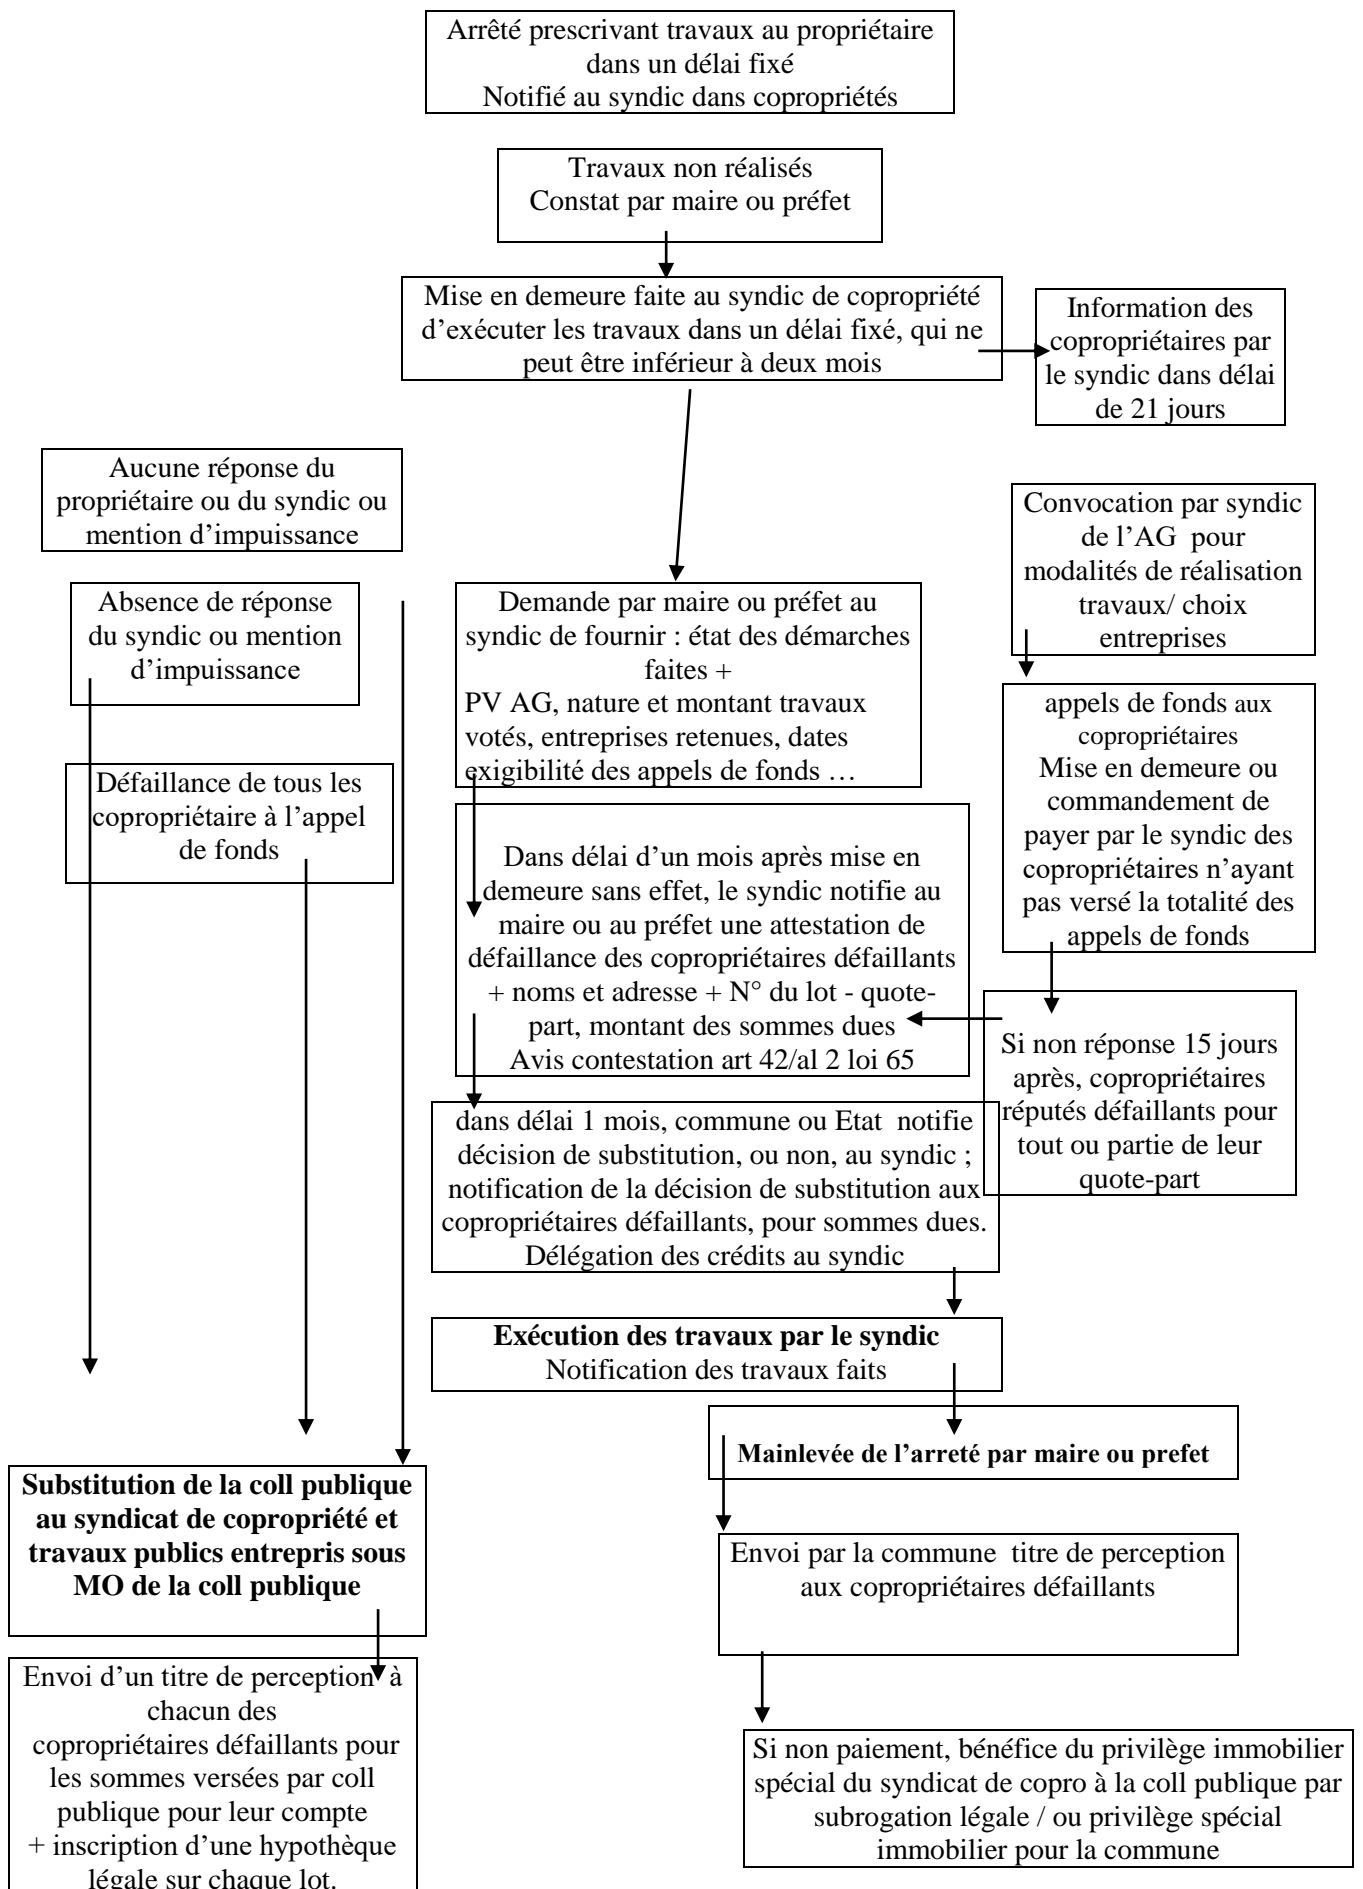 Arrêté prescrivant travaux au propriétaire
dans un délai fixé
Notifié au syndic dans copropriétés
Travaux non réalisés
Constat par maire ou préfet
Mise en demeure faite au syndic de copropriété
d’exécuter les travaux dans un délai fixé, qui ne
peut être inférieur à deux mois
Information des
copropriétaires par
le syndic dans délai
de 21 jours
Aucune réponse du
propriétaire ou du syndic ou
mention d’impuissance
Convocation par syndic
de l’AG pour
modalités de réalisation
travaux/ choix
entreprises
Absence de réponse
du syndic ou mention
d’impuissance
Demande par maire ou préfet au
syndic de fournir : état des démarches
faites +
PV AG, nature et montant travaux
votés, entreprises retenues, dates
exigibilité des appels de fonds …
appels de fonds aux
copropriétaires
Mise en demeure ou
commandement de
payer par le syndic des
copropriétaires n’ayant
pas versé la totalité des
appels de fonds
Défaillance de tous les
copropriétaire à l’appel
de fonds
Dans délai d’un mois après mise en
demeure sans effet, le syndic notifie au
maire ou au préfet une attestation de
défaillance des copropriétaires défaillants
+ noms et adresse + N° du lot - quote-
part, montant des sommes dues
Avis contestation art 42/al 2 loi 65
Si non réponse 15 jours
après, copropriétaires
réputés défaillants pour
tout ou partie de leur
quote-part
dans délai 1 mois, commune ou Etat notifie
décision de substitution, ou non, au syndic ;
notification de la décision de substitution aux
copropriétaires défaillants, pour sommes dues.
Délégation des crédits au syndic
Exécution des travaux par le syndic
Notification des travaux faits
Mainlevée de l’arreté par maire ou prefet
Substitution de la coll publique
au syndicat de copropriété et
travaux publics entrepris sous
MO de la coll publique
Envoi par la commune titre de perception
aux copropriétaires défaillants
Envoi d’un titre de perception à
chacun des
copropriétaires défaillants pour
les sommes versées par coll
publique pour leur compte
+ inscription d’une hypothèque
légale sur chaque lot.
Si non paiement, bénéfice du privilège immobilier
spécial du syndicat de copro à la coll publique par
subrogation légale / ou privilège spécial
immobilier pour la commune